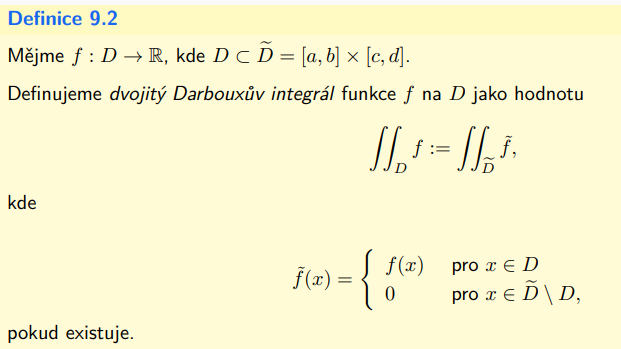 Definice 9.2
Mějme f : D → ℝ, kde D ⊂ D̃ = [a, b] × [c, d].
Definujeme dvojitý Darbouxův integrál funkce f na D jako hodnotu
∬_D f := ∬_D̃ f̃,
kde
f̃(x) = { f(x) pro x ∈ D
0 pro x ∈ D̃ \ D,
pokud existuje.